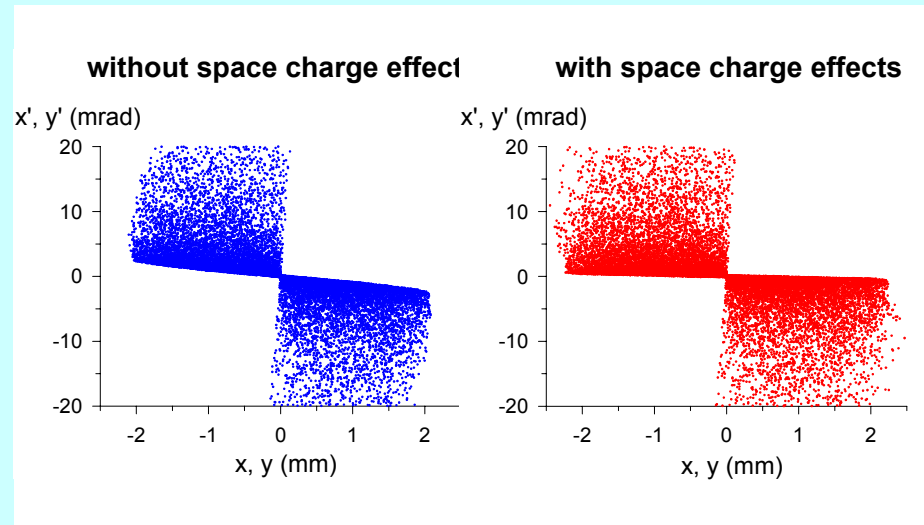 without space charge effect
x', y' (mrad)
20
10
0
-10
-20
-2 -1 0 1 2
x, y (mm)
with space charge effects
x', y' (mrad)
20
10
0
-10
-20
-2 -1 0 1 2
x, y (mm)